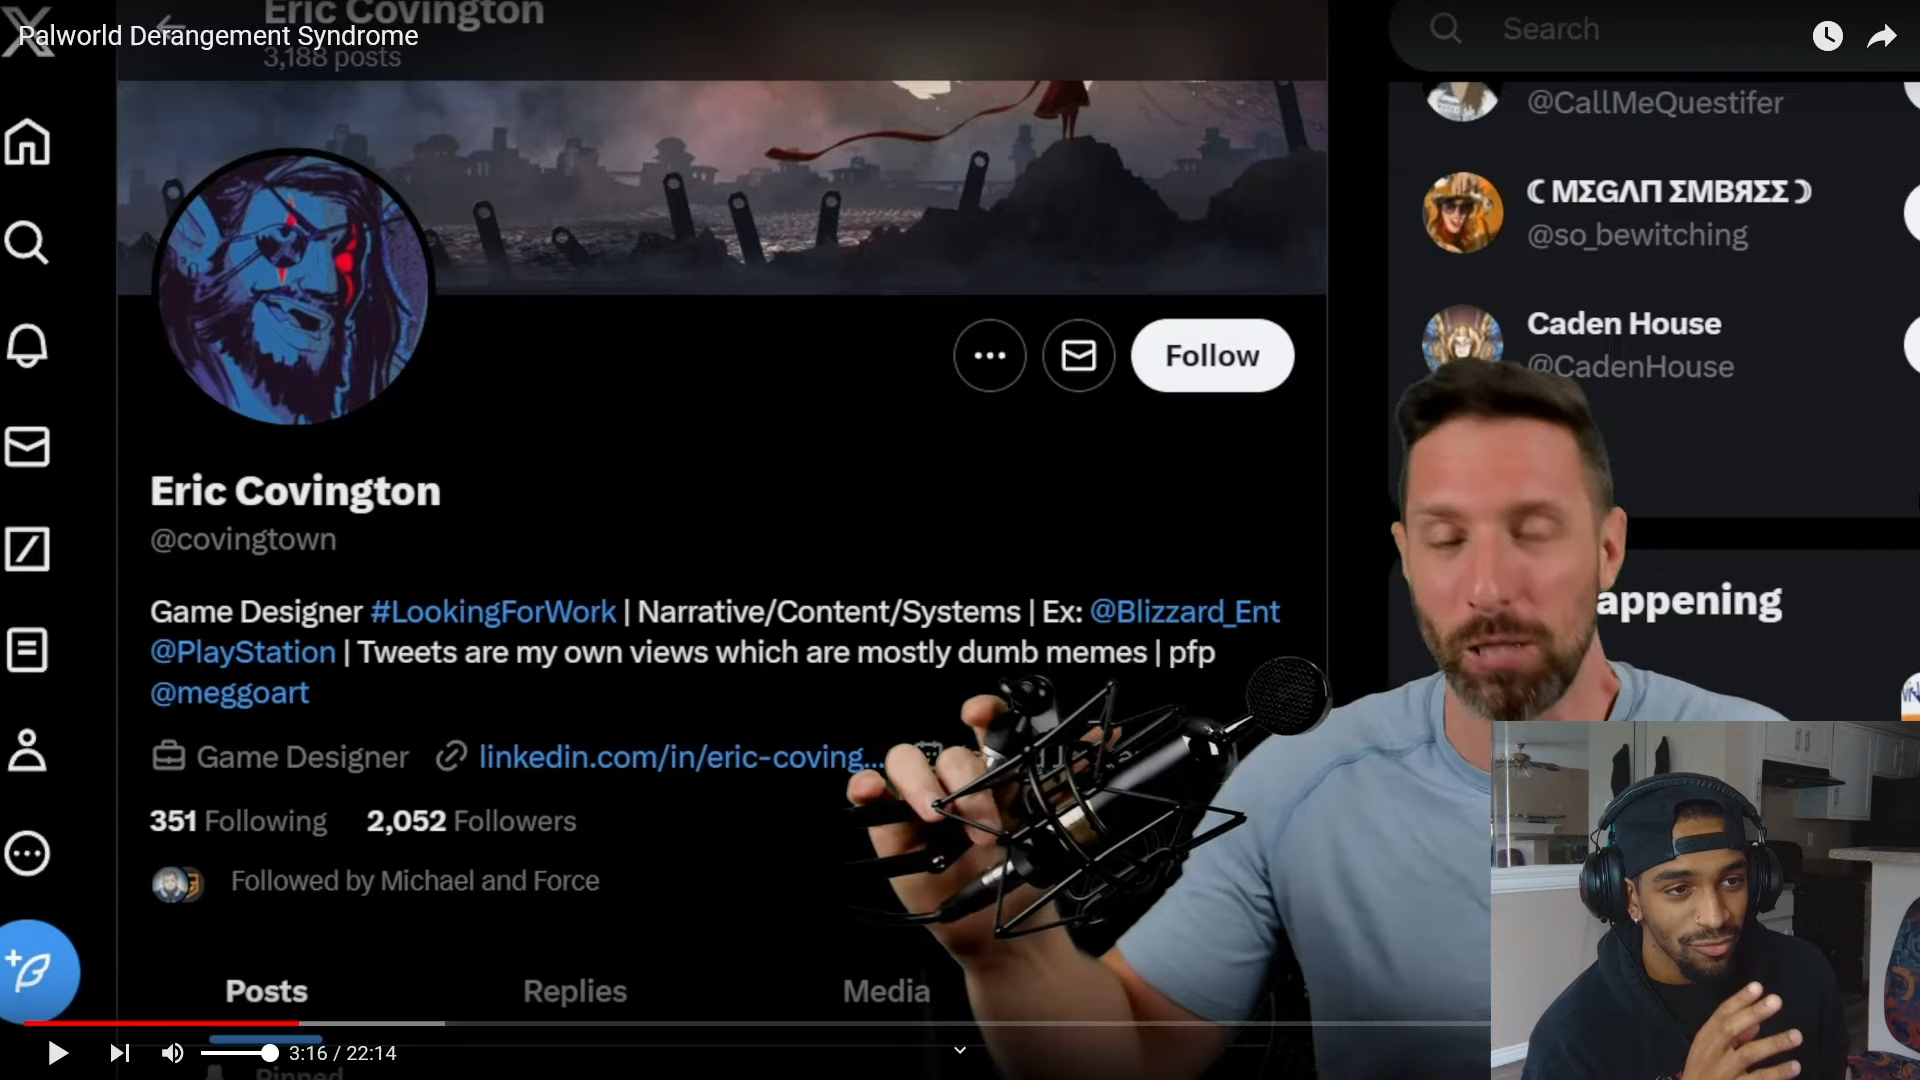 Eric Covington
Palworld Derangement Syndrome
3,188 posts
Search
@CallMeQuestifer
☾ MΣGΛП ΣMBЯΣΣ ☽
@so_bewitching
Caden House
@CadenHouse
Follow
Eric Covington
@covingtown
Game Designer #LookingForWork | Narrative/Content/Systems | Ex: @Blizzard_Ent
@PlayStation | Tweets are my own views which are mostly dumb memes | pfp
@meggoart
appening
Game Designer linkedin.com/in/eric-coving...
351 Following 2,052 Followers
Followed by Michael and Force
Posts Replies Media
3:16 / 22:14
Pinned